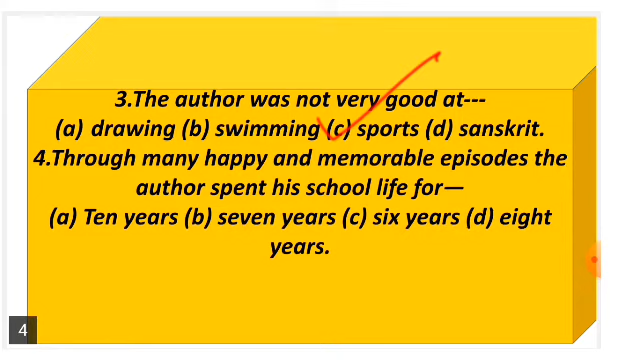 3.The author was not very good at---
(a) drawing (b) swimming (c) sports (d) sanskrit.
4.Through many happy and memorable episodes the
author spent his school life for—
(a) Ten years (b) seven years (c) six years (d) eight
years.
4